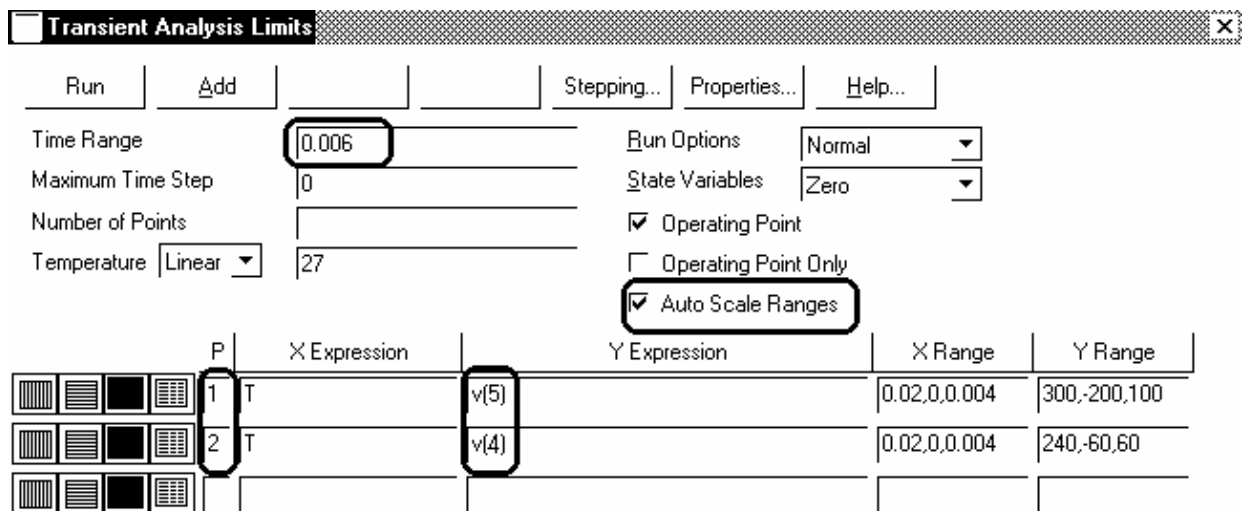 Transient Analysis Limits
Run Add Stepping... Properties... Help...
Time Range 0.006 Run Options Normal
Maximum Time Step 0 State Variables Zero
Number of Points Operating Point
Temperature Linear 27 Operating Point Only
Auto Scale Ranges
P X Expression Y Expression X Range Y Range
1 T v(5) 0.02,0,0.004 300,-200,100
2 T v(4) 0.02,0,0.004 240,-60,60